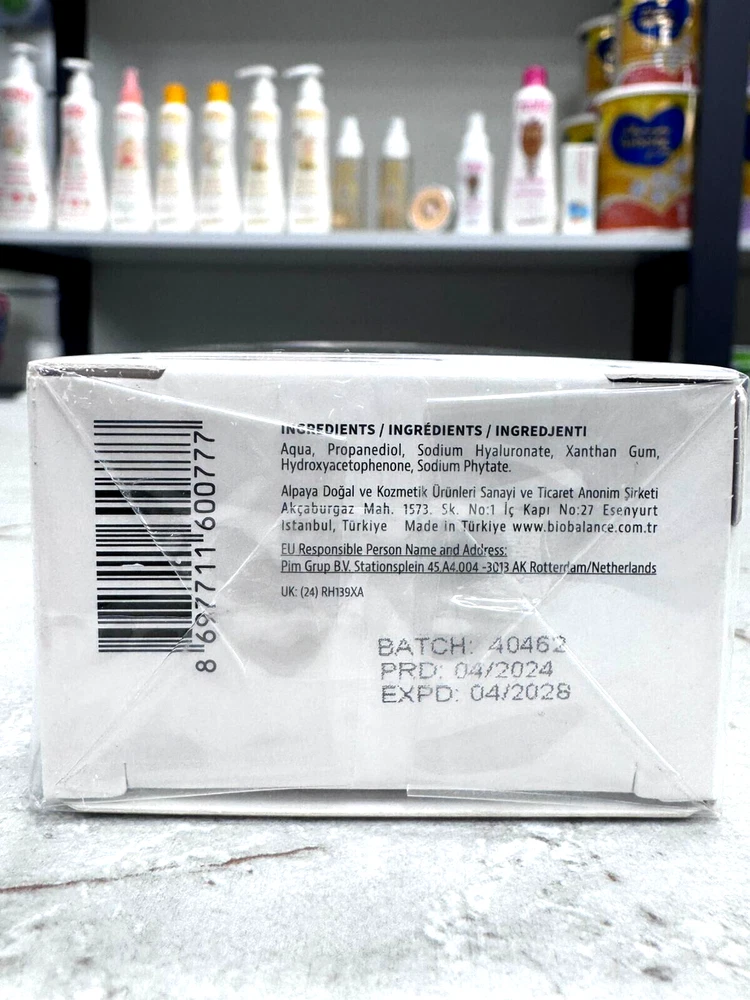 INGREDIENTS / INGRÉDIENTS / INGREDJENTI
Aqua, Propanediol, Sodium Hyaluronate, Xanthan Gum,
Hydroxyacetophenone, Sodium Phytate.
Alpaya Doğal ve Kozmetik Ürünleri Sanayi ve Ticaret Anonim Şirketi
Akçaburgaz Mah. 1573. Sk. No:1 İç Kapı No:27 Esenyurt
İstanbul, Türkiye Made in Türkiye www.biobalance.com.tr
EU Responsible Person Name and Address:
Pim Grup B.V. Stationsplein 45.A4.004 -3013 AK Rotterdam/Netherlands
UK: (24) RH139XA
BATCH: 40462
PRD: 04/2024
EXPD: 04/2028
8 697711 600777